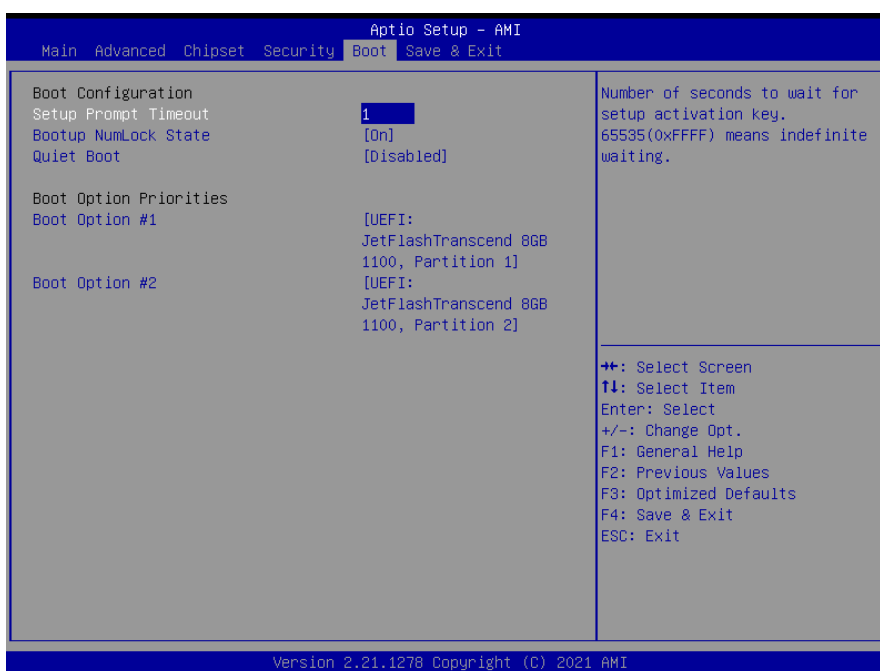 Aptio Setup - AMI
Main Advanced Chipset Security Boot Save & Exit
Boot Configuration
Setup Prompt Timeout 1
Bootup NumLock State [On]
Quiet Boot [Disabled]
Boot Option Priorities
Boot Option #1 [UEFI:
JetFlashTranscend 8GB
1100, Partition 1]
Boot Option #2 [UEFI:
JetFlashTranscend 8GB
1100, Partition 2]
Number of seconds to wait for
setup activation key.
65535(0xFFFF) means indefinite
waiting.
→←: Select Screen
↑↓: Select Item
Enter: Select
+/-: Change Opt.
F1: General Help
F2: Previous Values
F3: Optimized Defaults
F4: Save & Exit
ESC: Exit
Version 2.21.1278 Copyright (C) 2021 AMI